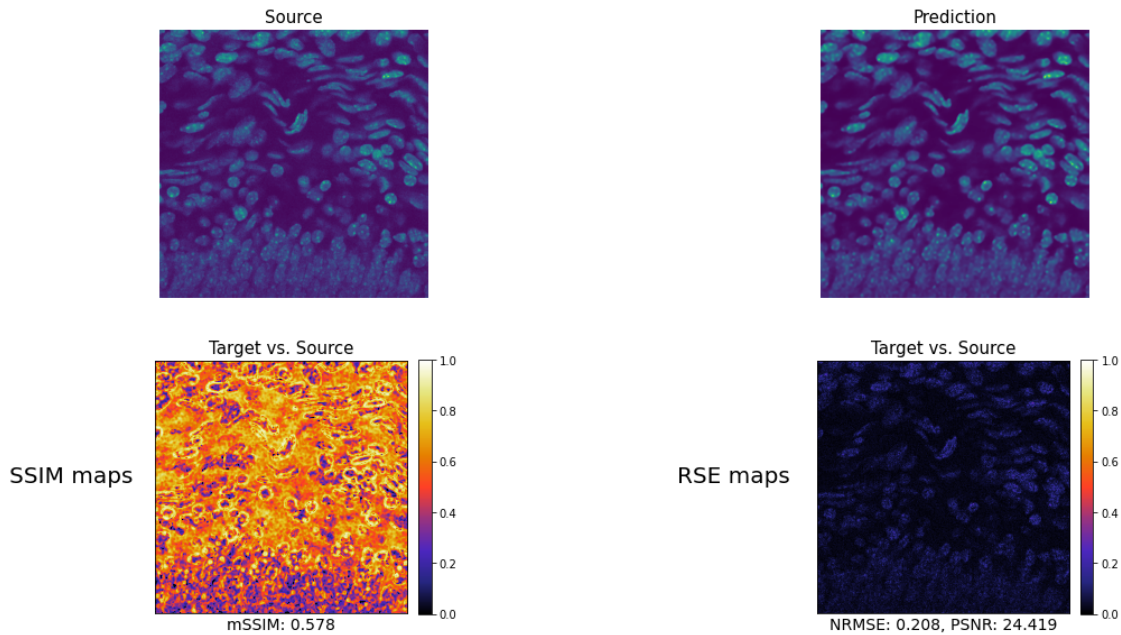 Source
Prediction
Target vs. Source
Target vs. Source
1.0
0.8
0.6
0.4
0.2
0.0
1.0
0.8
0.6
0.4
0.2
0.0
SSIM maps
RSE maps
mSSIM: 0.578
NRMSE: 0.208, PSNR: 24.419